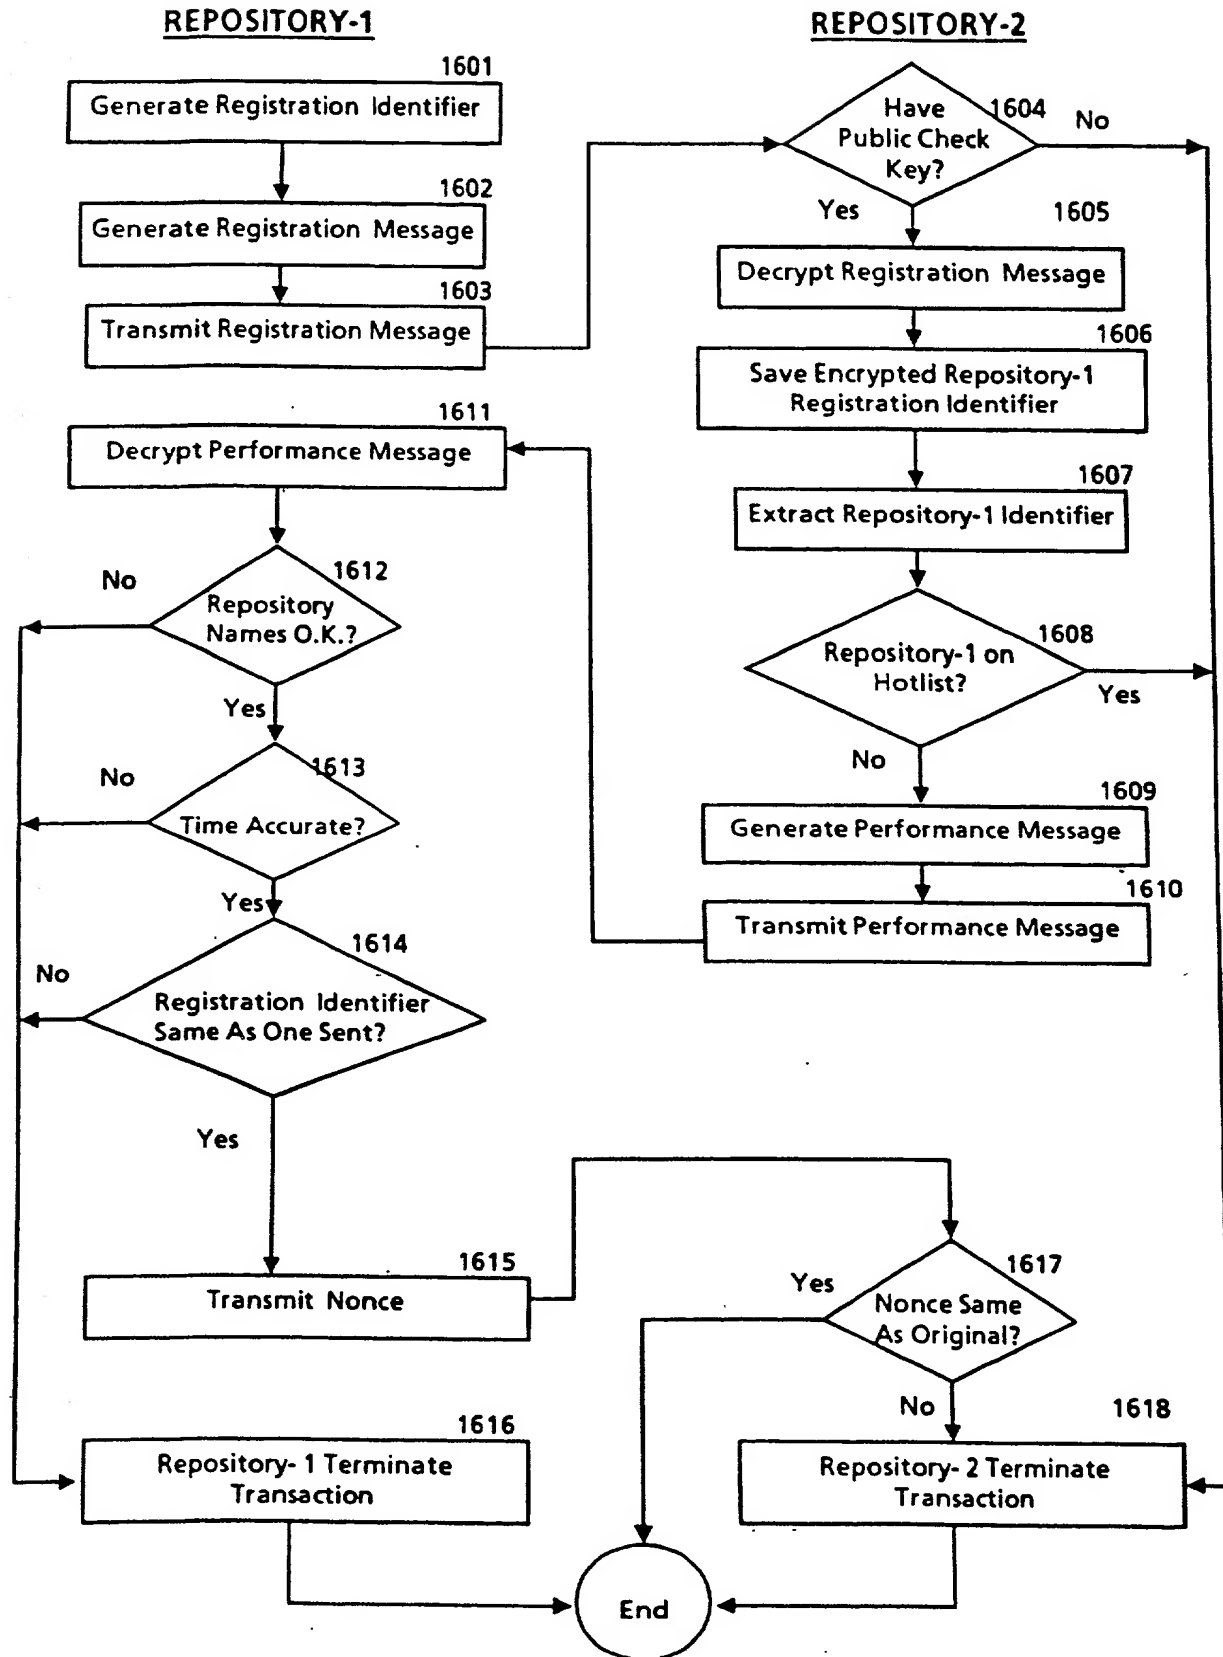 REPOSITORY-1
1601
Generate Registration Identifier
1602
Generate Registration Message
1603
Transmit Registration Message
1611
Decrypt Performance Message
1612
No
Repository
Names O.K.?
Yes
1613
No
Time Accurate?
Yes
1614
No
Registration Identifier
Same As One Sent?
Yes
1615
Transmit Nonce
1616
Repository- 1 Terminate
Transaction
REPOSITORY-2
1604
Have
Public Check
Key?
No
Yes
1605
Decrypt Registration Message
1606
Save Encrypted Repository-1
Registration Identifier
1607
Extract Repository-1 Identifier
1608
Repository-1 on
Hotlist?
Yes
No
1609
Generate Performance Message
1610
Transmit Performance Message
1617
Yes
Nonce Same
As Original?
No
1618
Repository- 2 Terminate
Transaction
End